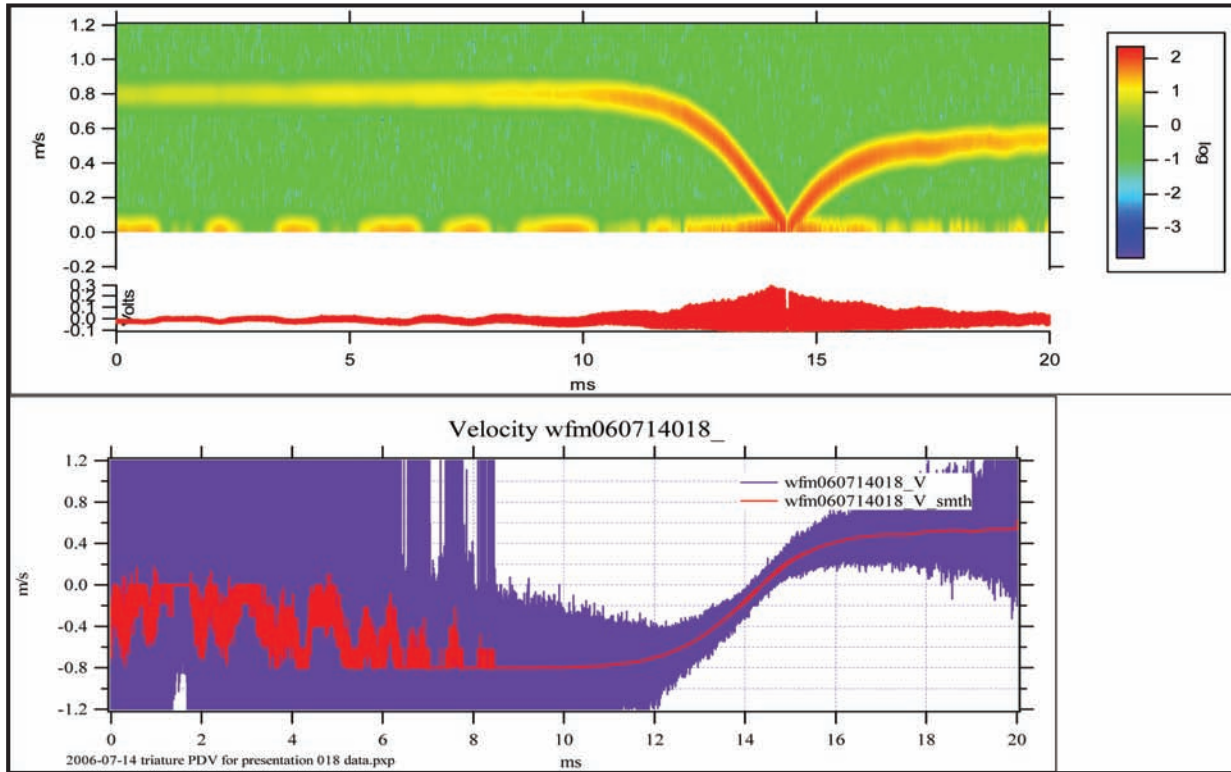 1.2
1.0
0.8
0.6
0.4
0.2
0.0
-0.2
m/s
2
1
0
-1
-2
-3
log
0.3
0.2
0.1
0.0
-0.1
Volts
0 5 10 15 20
ms
Velocity wfm060714018_
1.2
0.8
0.4
0.0
-0.4
-0.8
-1.2
m/s
wfm060714018_V
wfm060714018_V_smth
0 2 4 6 8 10 12 14 16 18 20
ms
2006-07-14 triature PDV for presentation 018 data.pxp